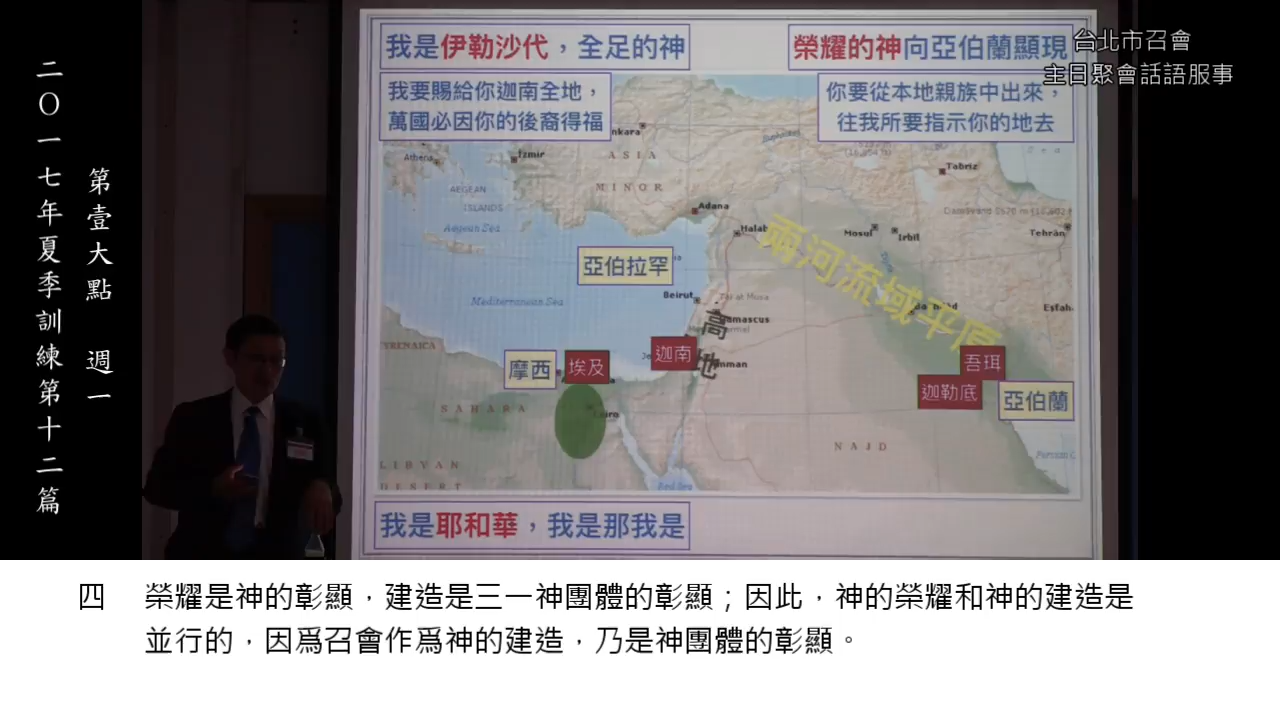 二〇一七年夏季訓練第十二篇
第壹大點　週一
台北市召會
主日聚會話語服事
我是伊勒沙代，全足的神
榮耀的神向亞伯蘭顯現
我要賜給你迦南全地，
萬國必因你的後裔得福
你要從本地親族中出來，
往我所要指示你的地去
Athens
Izmir
ASIA
MINOR
AEGEAN
ISLANDS
Aegean Sea
Adana
Halab
Mosul
Irbil
Tabriz
Tehrān
兩河流域平原
亞伯拉罕
Mediterranean Sea
Beirut
高地
迦南
摩西
埃及
吾珥
迦勒底
亞伯蘭
SAHARA
NAJD
LIBYAN
DESERT
Red Sea
我是耶和華，我是那我是
四　榮耀是神的彰顯，建造是三一神團體的彰顯；因此，神的榮耀和神的建造是
並行的，因爲召會作爲神的建造，乃是神團體的彰顯。